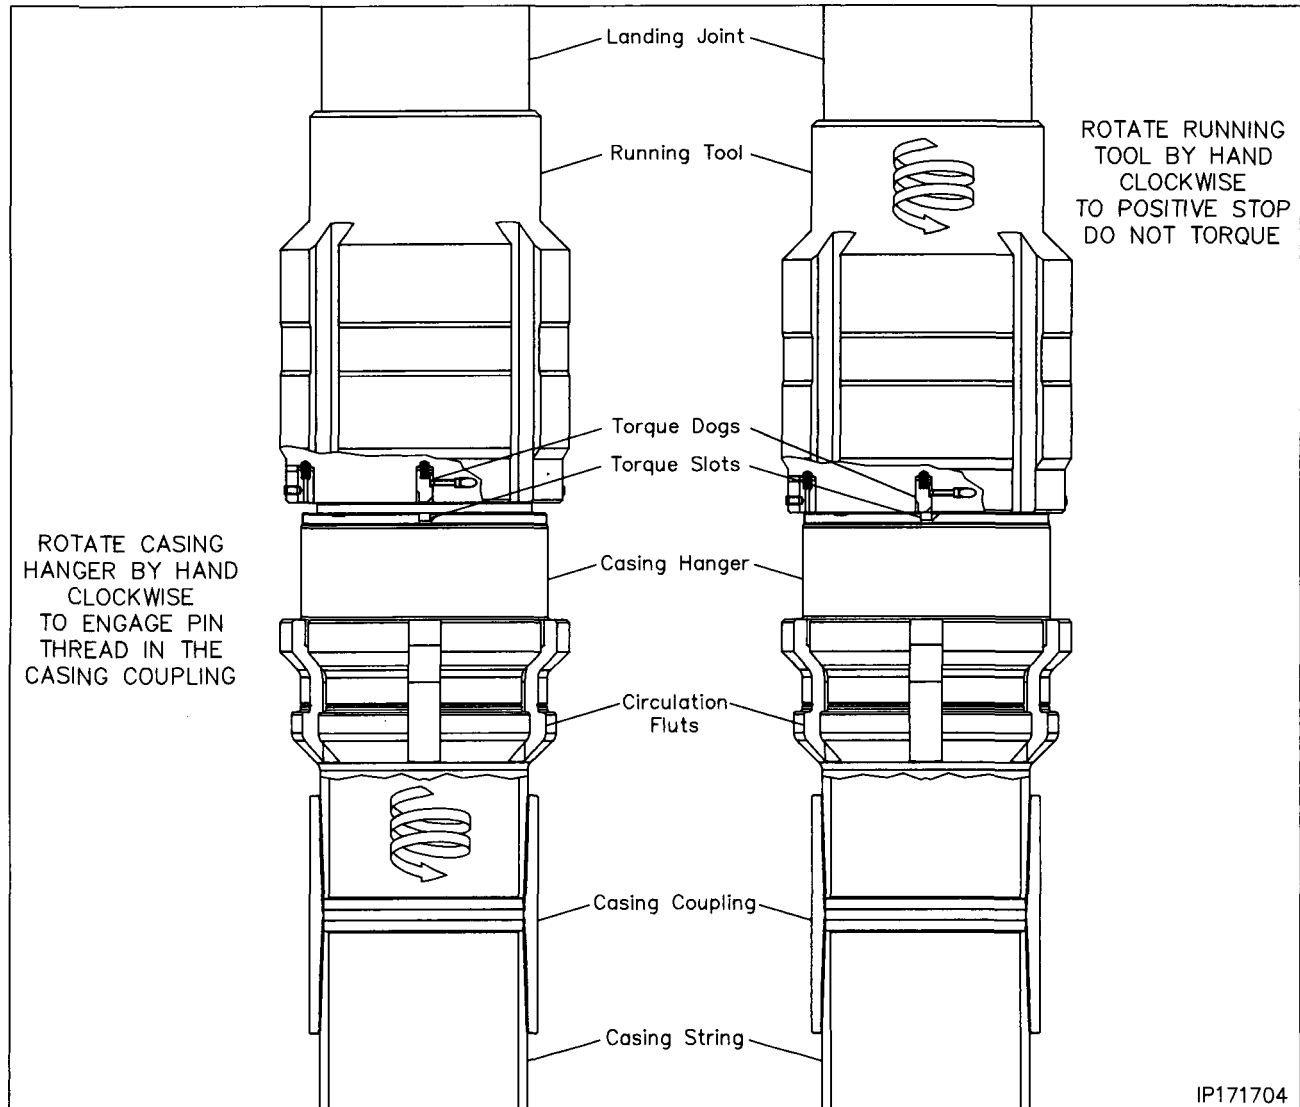 Landing Joint
ROTATE RUNNING
TOOL BY HAND
CLOCKWISE
TO POSITIVE STOP
DO NOT TORQUE
Running Tool
Torque Dogs
Torque Slots
ROTATE CASING
HANGER BY HAND
CLOCKWISE
TO ENGAGE PIN
THREAD IN THE
CASING COUPLING
Casing Hanger
Circulation
Fluts
Casing Coupling
Casing String
IP171704